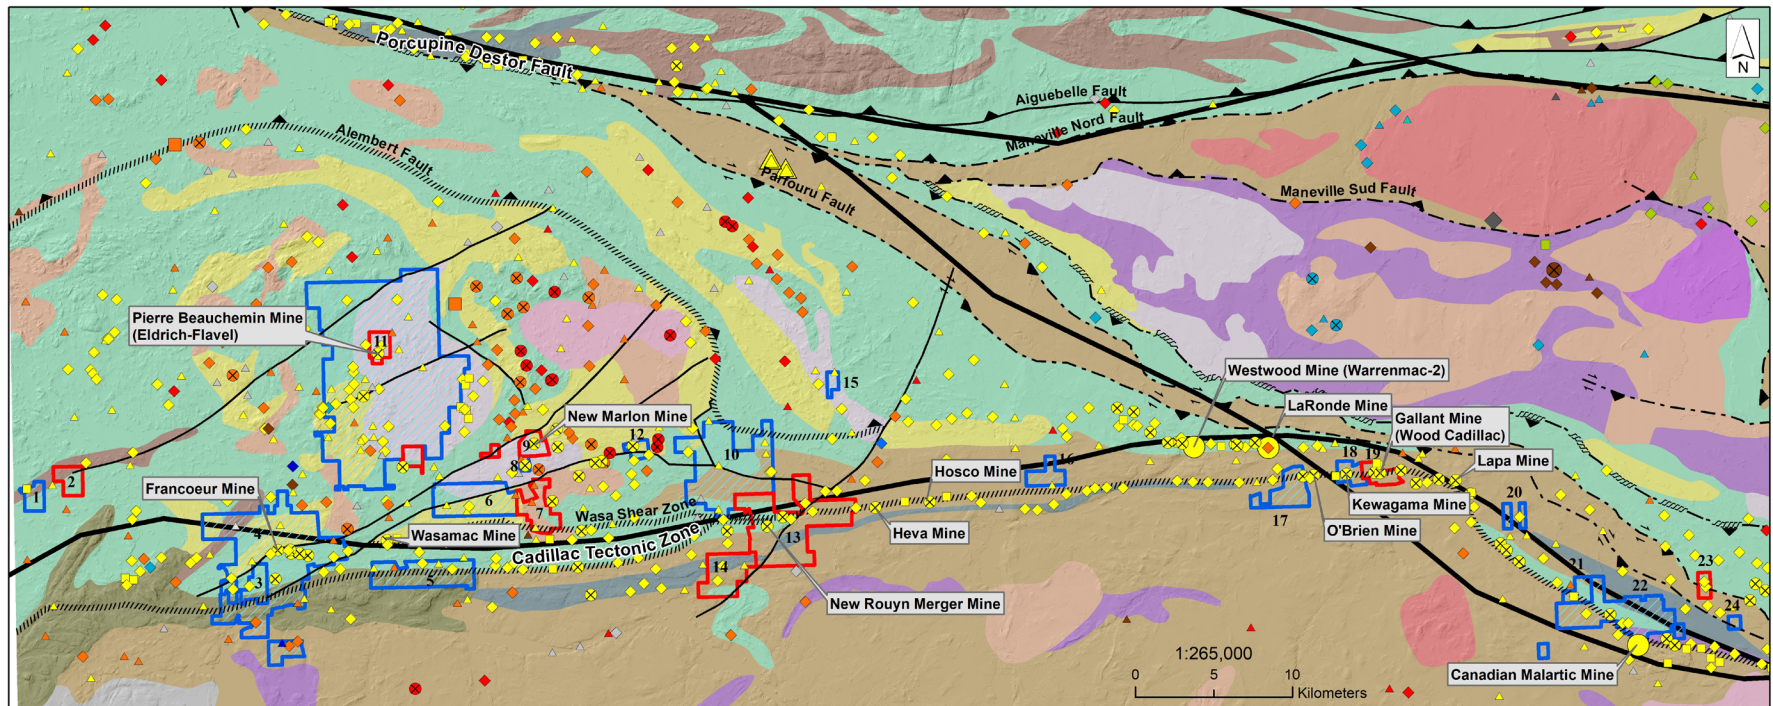 Porcupine Destor Fault
N
Aiguebelle Fault
Maneville Nord Fault
Alembert Fault
Parfouru Fault
Maneville Sud Fault
Pierre Beauchemin Mine
(Eldrich-Flavel)
11
15
Westwood Mine (Warrenmac-2)
LaRonde Mine
New Marlon Mine
Gallant Mine
(Wood Cadillac)
9
12
10
8
16
18
19
Lapa Mine
Hosco Mine
2
1
Francoeur Mine
6
7
Wasa Shear Zone
Kewagama Mine
20
17
4
Wasamac Mine
Cadillac Tectonic Zone
13
Heva Mine
O'Brien Mine
14
3
5
21
22
23
24
New Rouyn Merger Mine
1:265,000
0
5
10
Kilometers
Canadian Malartic Mine